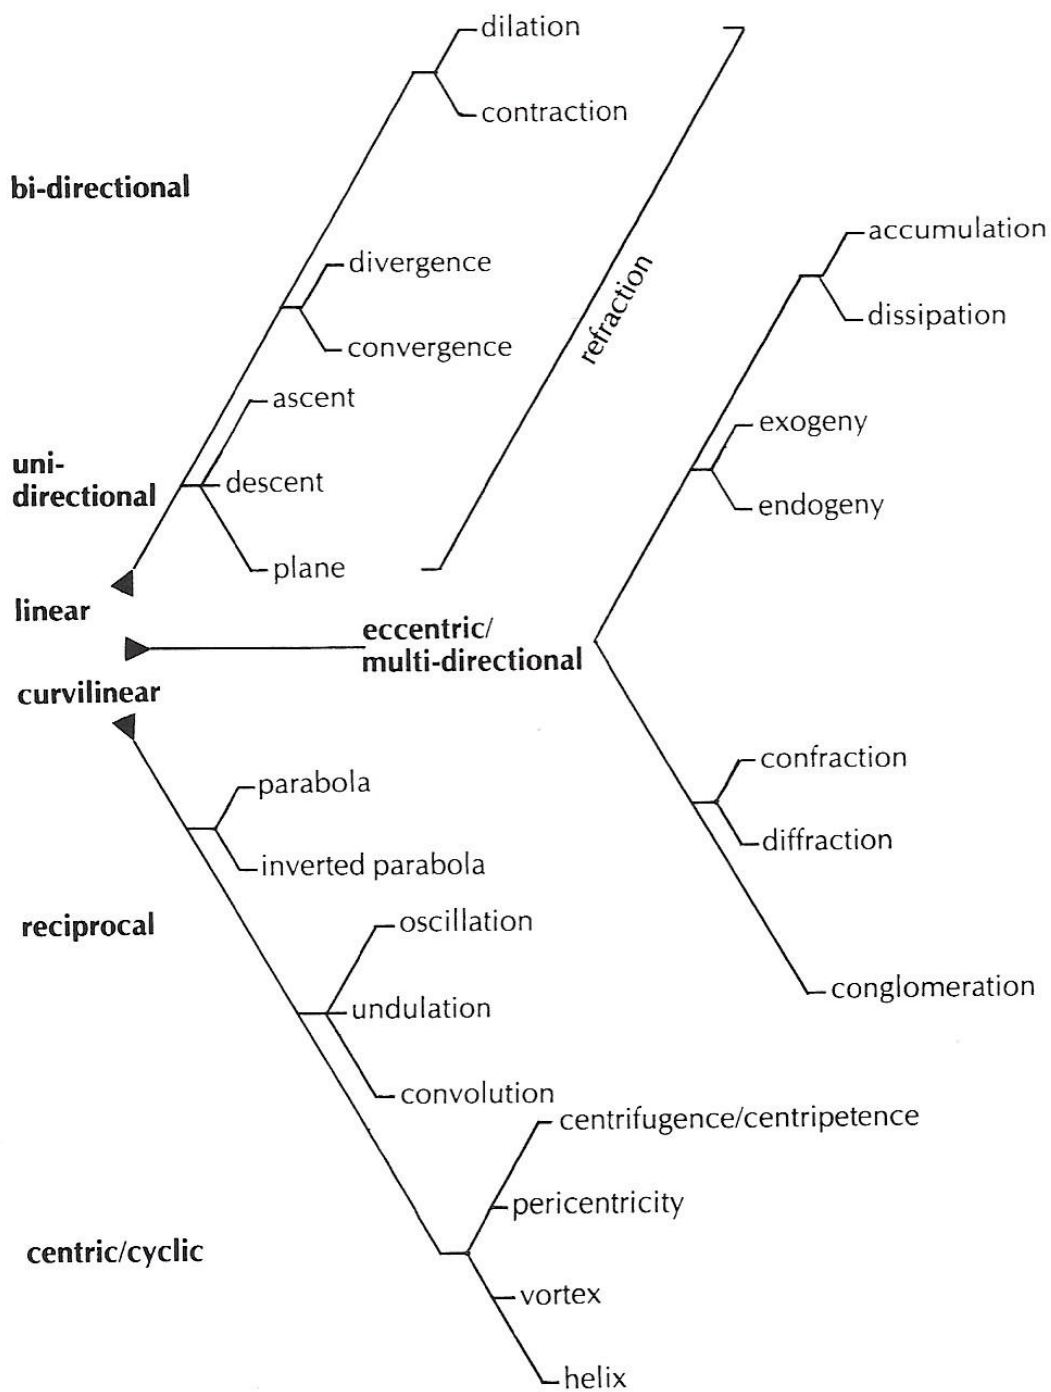 dilation
contraction
bi-directional
accumulation
divergence
dissipation
refraction
convergence
ascent
exogeny
uni-
directional
descent
endogeny
plane
linear
eccentric/
multi-directional
curvilinear
confraction
parabola
diffraction
inverted parabola
reciprocal
oscillation
conglomeration
undulation
convolution
centrifugence/centripetence
pericentricity
centric/cyclic
vortex
helix